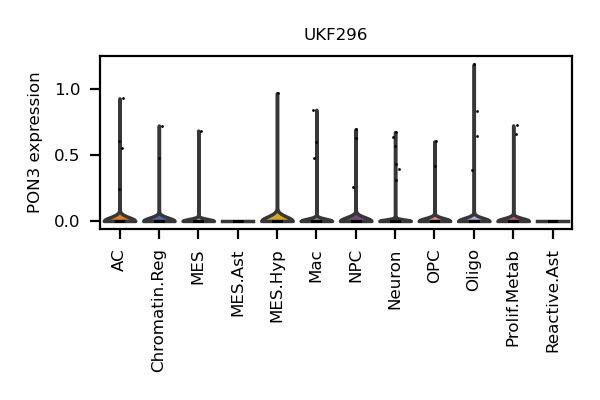 UKF296
PON3 expression
1.0
0.5
0.0
AC
Chromatin.Reg
MES
MES.Ast
MES.Hyp
Mac
NPC
Neuron
OPC
Oligo
Prolif.Metab
Reactive.Ast